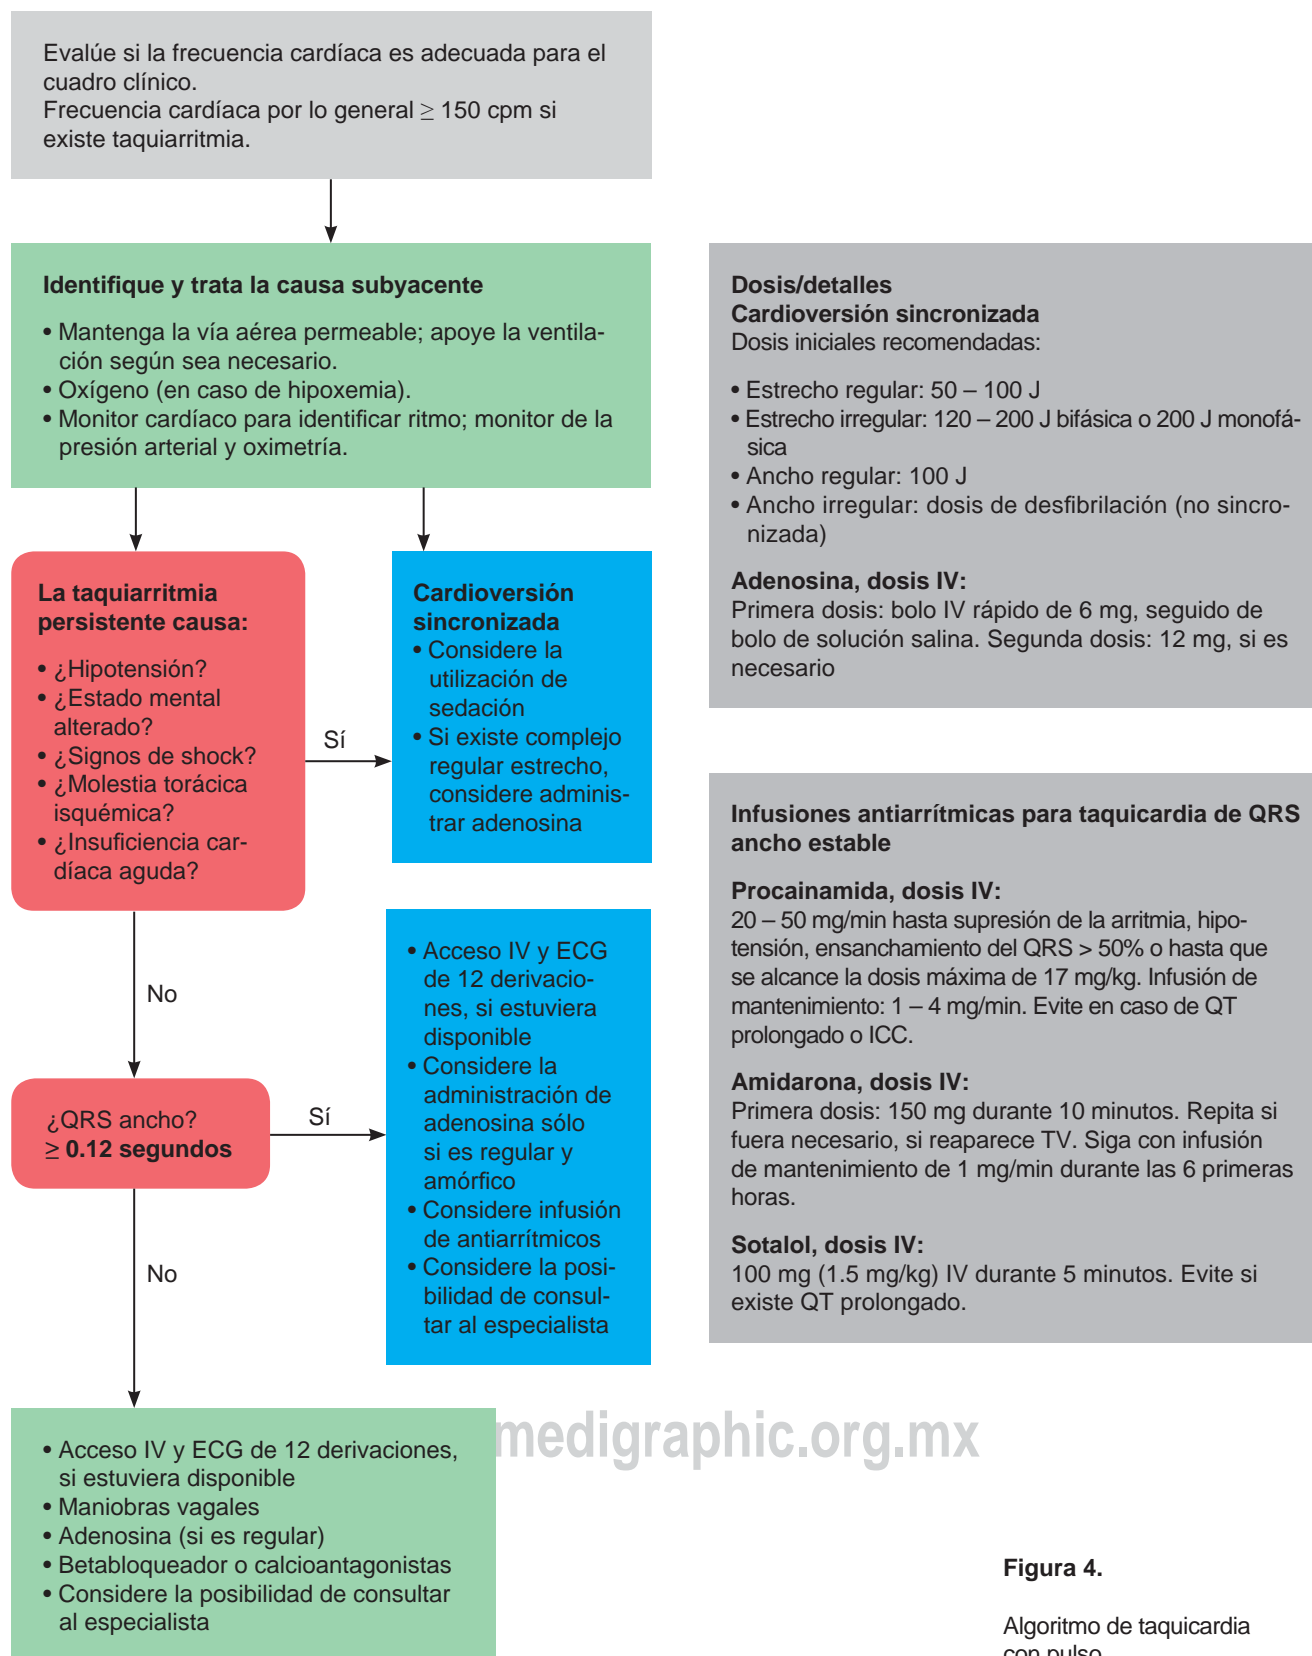 Evalúe si la frecuencia cardíaca es adecuada para el
cuadro clínico.
Frecuencia cardíaca por lo general ≥ 150 cpm si
existe taquiarritmia.
Identifique y trata la causa subyacente
• Mantenga la vía aérea permeable; apoye la ventila-
ción según sea necesario.
• Oxígeno (en caso de hipoxemia).
• Monitor cardíaco para identificar ritmo; monitor de la
presión arterial y oximetría.
La taquiarritmia
persistente causa:
• ¿Hipotensión?
• ¿Estado mental
alterado?
• ¿Signos de shock?
• ¿Molestia torácica
isquémica?
• ¿Insuficiencia car-
díaca aguda?
Sí
Cardioversión
sincronizada
• Considere la
utilización de
sedación
• Si existe complejo
regular estrecho,
considere adminis-
trar adenosina
No
¿QRS ancho?
≥ 0.12 segundos
Sí
• Acceso IV y ECG
de 12 derivacio-
nes, si estuviera
disponible
• Considere la
administración de
adenosina sólo
si es regular y
amórfico
• Considere infusión
de antiarrítmicos
• Considere la posi-
bilidad de consul-
tar al especialista
No
• Acceso IV y ECG de 12 derivaciones,
si estuviera disponible
• Maniobras vagales
• Adenosina (si es regular)
• Betabloqueador o calcioantagonistas
• Considere la posibilidad de consultar
al especialista
Dosis/detalles
Cardioversión sincronizada
Dosis iniciales recomendadas:
• Estrecho regular: 50 – 100 J
• Estrecho irregular: 120 – 200 J bifásica o 200 J monofá-
sica
• Ancho regular: 100 J
• Ancho irregular: dosis de desfibrilación (no sincro-
nizada)
Adenosina, dosis IV:
Primera dosis: bolo IV rápido de 6 mg, seguido de
bolo de solución salina. Segunda dosis: 12 mg, si es
necesario
Infusiones antiarrítmicas para taquicardia de QRS
ancho estable
Procainamida, dosis IV:
20 – 50 mg/min hasta supresión de la arritmia, hipo-
tensión, ensanchamiento del QRS > 50% o hasta que
se alcance la dosis máxima de 17 mg/kg. Infusión de
mantenimiento: 1 – 4 mg/min. Evite en caso de QT
prolongado o ICC.
Amidarona, dosis IV:
Primera dosis: 150 mg durante 10 minutos. Repita si
fuera necesario, si reaparece TV. Siga con infusión
de mantenimiento de 1 mg/min durante las 6 primeras
horas.
Sotalol, dosis IV:
100 mg (1.5 mg/kg) IV durante 5 minutos. Evite si
existe QT prolongado.
medigraphic.org.mx
Figura 4.
Algoritmo de taquicardia
con pulso